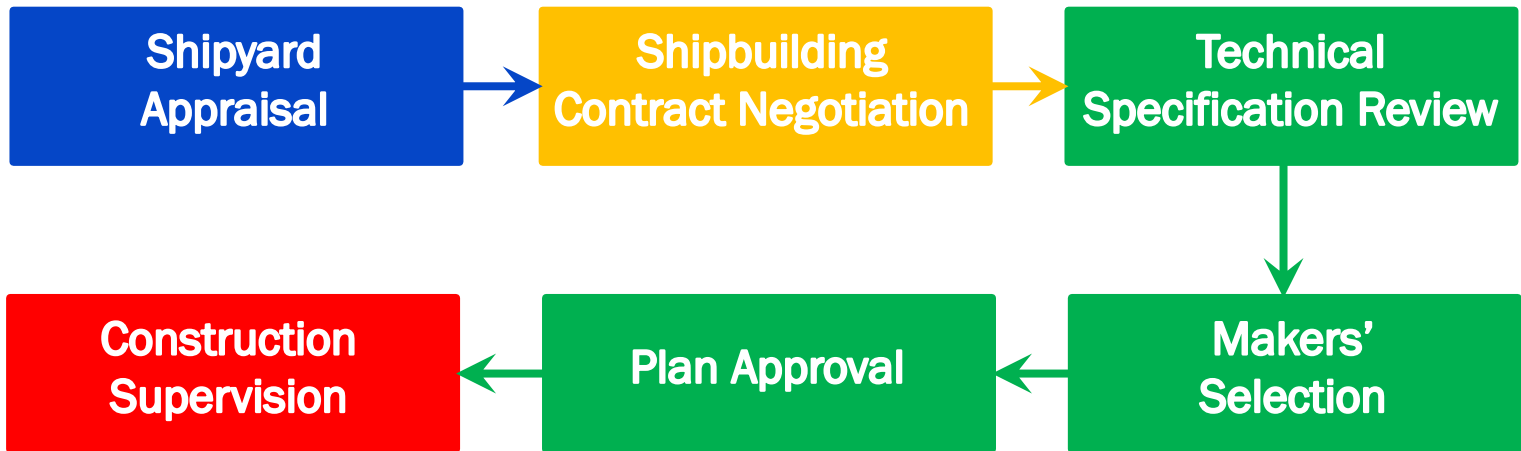 Shipyard
Appraisal
Shipbuilding
Contract Negotiation
Technical
Specification Review
Makers’
Selection
Plan Approval
Construction
Supervision